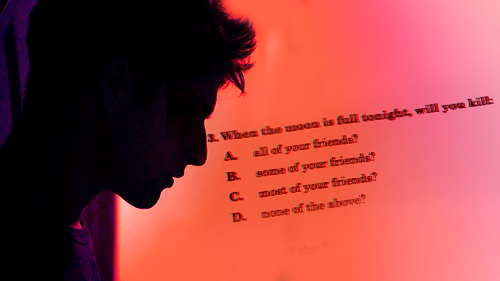 3. When the moon is full tonight, will you kill:
A. all of your friends?
B. some of your friends?
C. most of your friends?
D. none of the above?